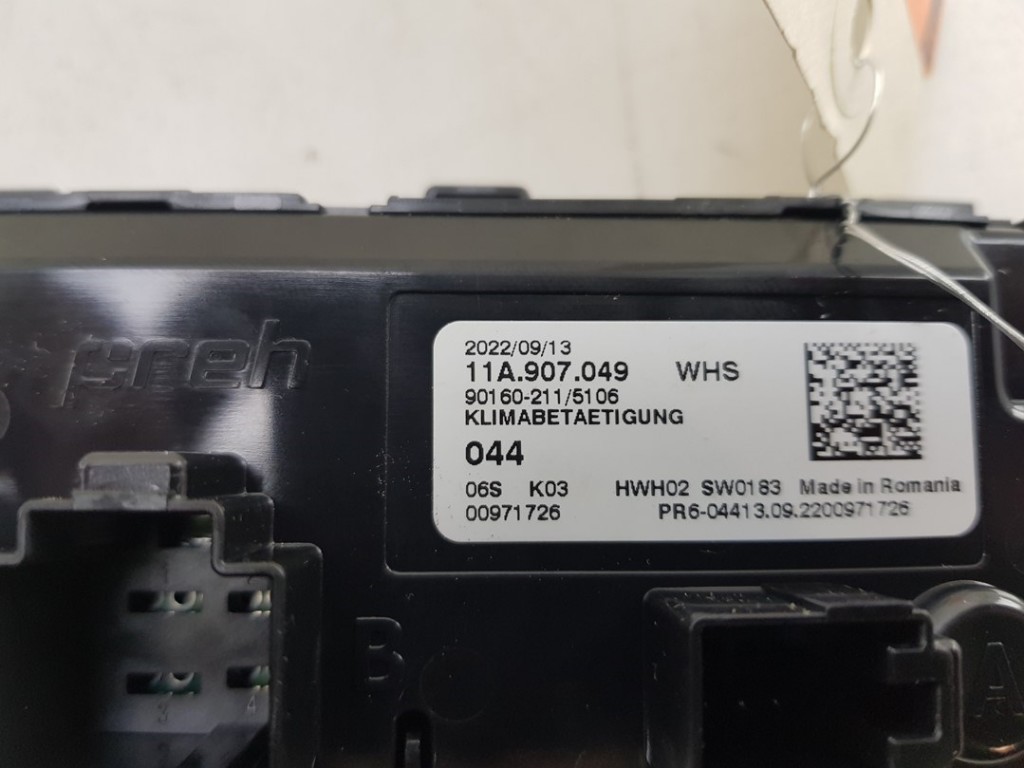 preh
2022/09/13
11A.907.049 WHS
90160-211/5106
KLIMABETAETIGUNG
044
06S K03 HWH02 SW0183 Made in Romania
00971726 PR6-04413.09.2200971726
B
A